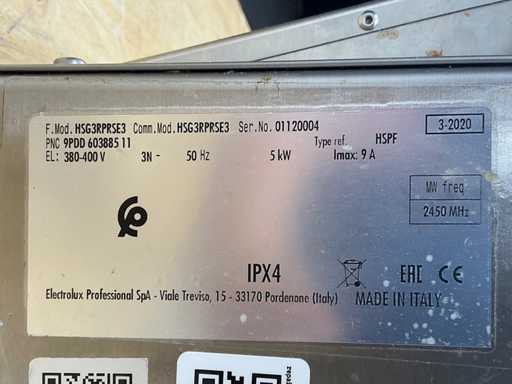 F.Mod. HSG3RPRSE3 Comm.Mod. HSG3RPRSE3 Ser.No. 01120004 3-2020
PNC 9PDD 603885 11 Type ref. HSPF
EL: 380-400 V 3N~ 50 Hz 5 kW Imax: 9 A
MW freq
2450 MHz
IPX4 EAC CE
Electrolux Professional SpA - Viale Treviso, 15 - 33170 Pordenone (Italy) MADE IN ITALY